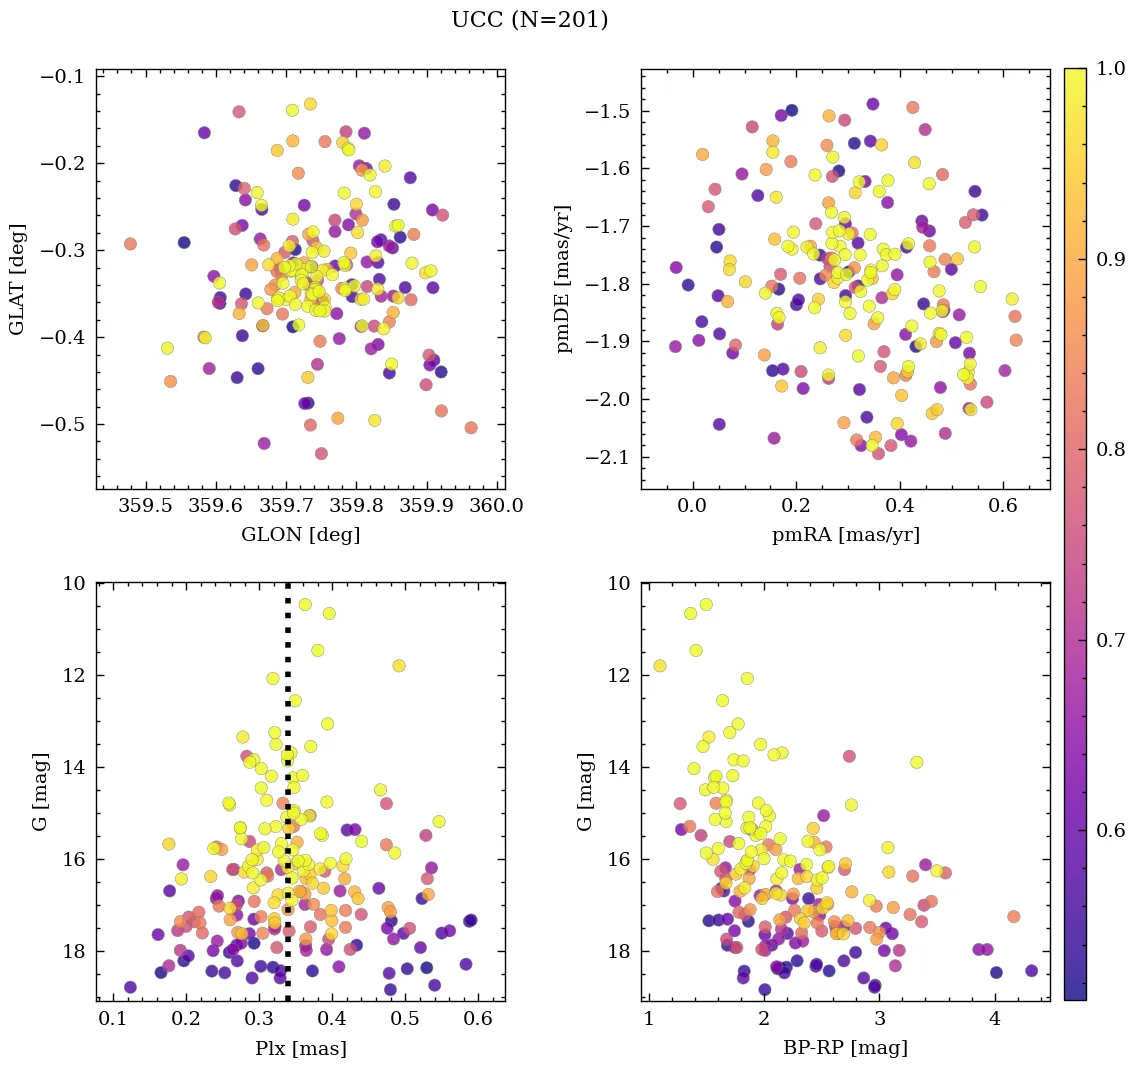 UCC (N=201)
−0.1
−0.2
−0.3
−0.4
−0.5
GLAT [deg]
359.5 359.6 359.7 359.8 359.9 360.0
GLON [deg]
−1.5
−1.6
−1.7
−1.8
−1.9
−2.0
−2.1
pmDE [mas/yr]
0.0 0.2 0.4 0.6
pmRA [mas/yr]
10
12
14
16
18
G [mag]
0.1 0.2 0.3 0.4 0.5 0.6
Plx [mas]
10
12
14
16
18
G [mag]
1 2 3 4
BP-RP [mag]
1.0
0.9
0.8
0.7
0.6